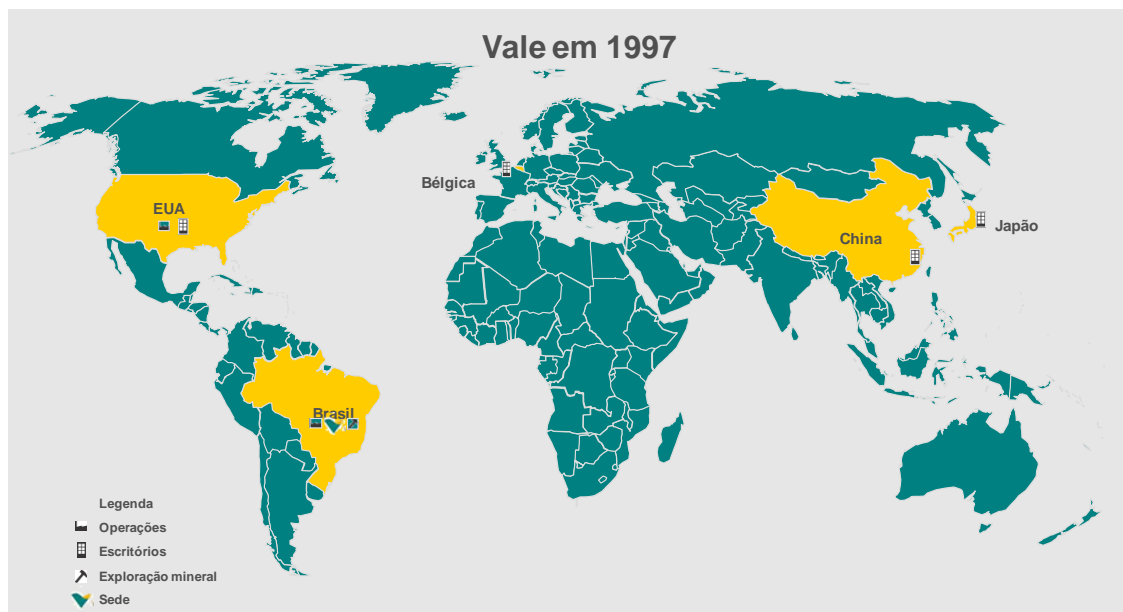 Vale em 1997
Bélgica
EUA
China
Japão
Brasil
Legenda
Operações
Escritórios
Exploração mineral
Sede